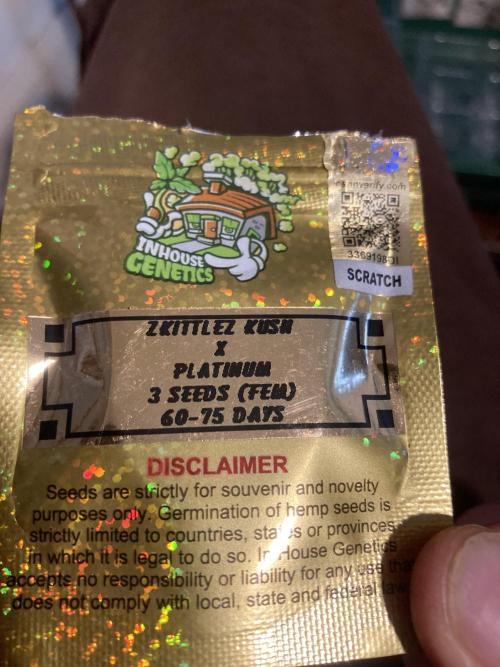 INHOUSE
GENETICS
SCRATCH
ZKITTLEZ KUSH
X
PLATINUM
3 SEEDS (FEM)
60-75 DAYS
DISCLAIMER
Seeds are strictly for souvenir and novelty
purposes only. Germination of hemp seeds is
strictly limited to countries, states or provinces
in which it is legal to do so. In House Genetics
accepts no responsibility or liability for any use that
does not comply with local, state and federal law